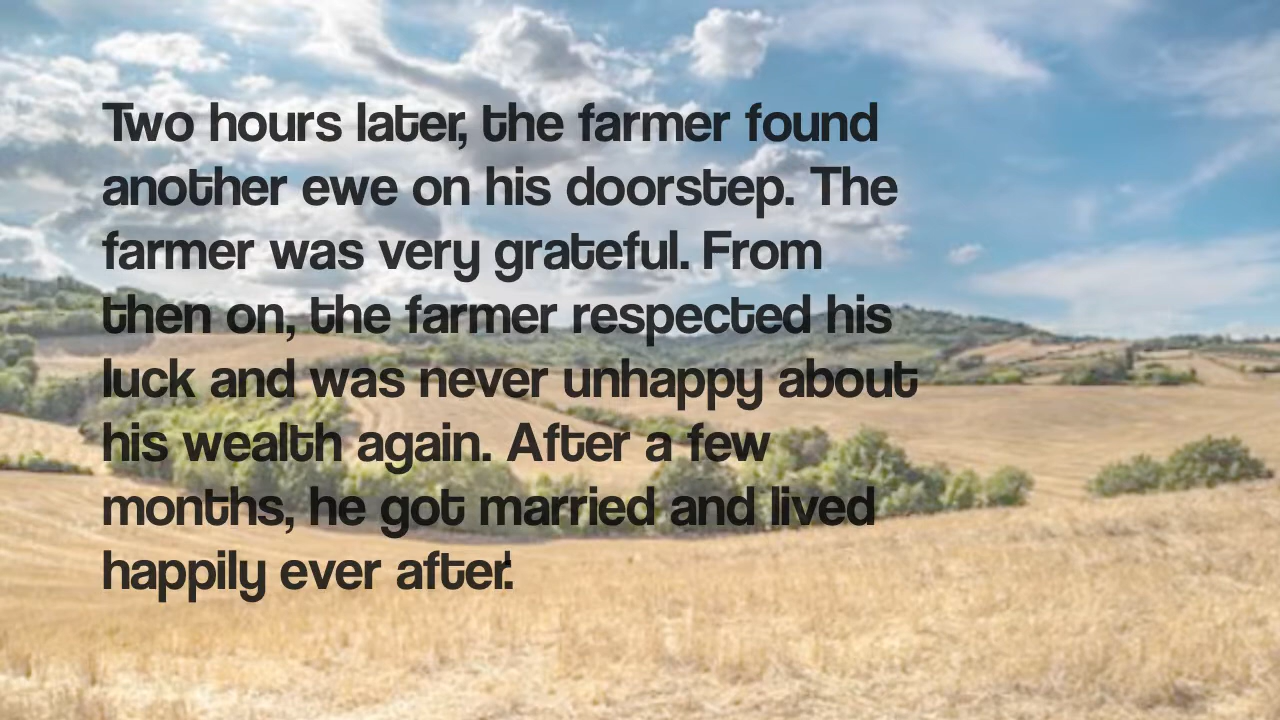 Two hours later, the farmer found
another ewe on his doorstep. The
farmer was very grateful. From
then on, the farmer respected his
luck and was never unhappy about
his wealth again. After a few
months, he got married and lived
happily ever after.'